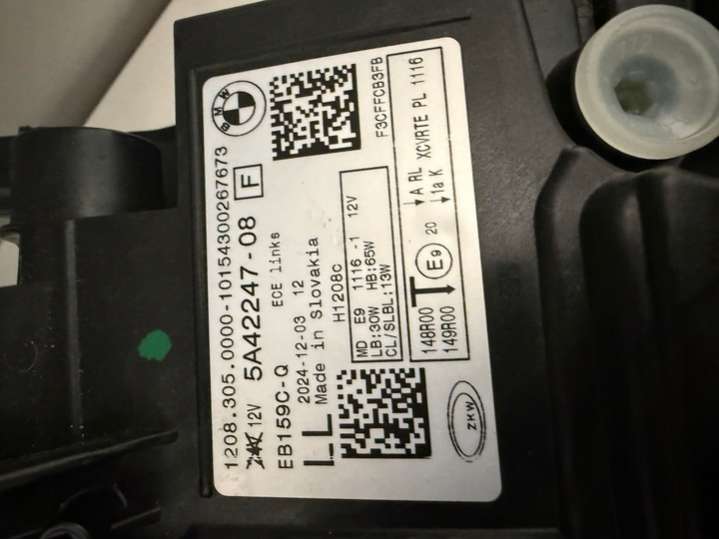 1208.305.0000-10154300267673
BMW
12V 5A42247-08 F
EB159C-Q ECE links
LL
2024-12-03 12
Made in Slovakia
H1208c
MD E9 1116 -1 12V
LB:30W HB:65W
CL/SLBL:13W
F3CFFCB3FB
148R00
149R00
T
E9
20
A RL XCVRTE PL 1116
1a K
ZKW